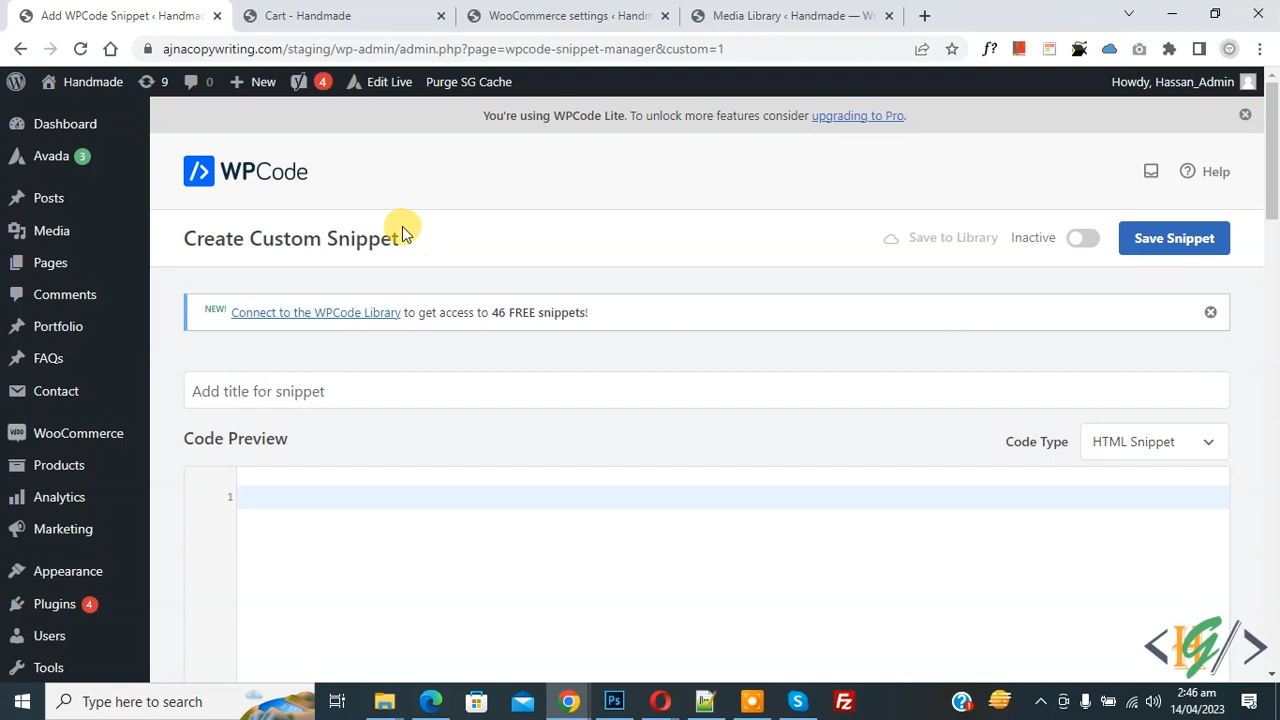 Add WPCode Snippet ‹ Handmad
Cart - Handmade
WooCommerce settings ‹ Handm
Media Library ‹ Handmade — Wo
ajnacopywriting.com/staging/wp-admin/admin.php?page=wpcode-snippet-manager&custom=1
f?
Handmade
9
0
New
4
Edit Live
Purge SG Cache
Howdy, Hassan_Admin
Dashboard
Avada 3
Posts
Media
Pages
Comments
Portfolio
FAQs
Contact
WooCommerce
Products
Analytics
Marketing
Appearance
Plugins 4
Users
Tools
You're using WPCode Lite. To unlock more features consider upgrading to Pro.
WPCode
Help
Create Custom Snippet
Save to Library
Inactive
Save Snippet
NEW! Connect to the WPCode Library to get access to 46 FREE snippets!
Add title for snippet
Code Preview
Code Type
HTML Snippet
1
HG
Type here to search
2:46 am
14/04/2023